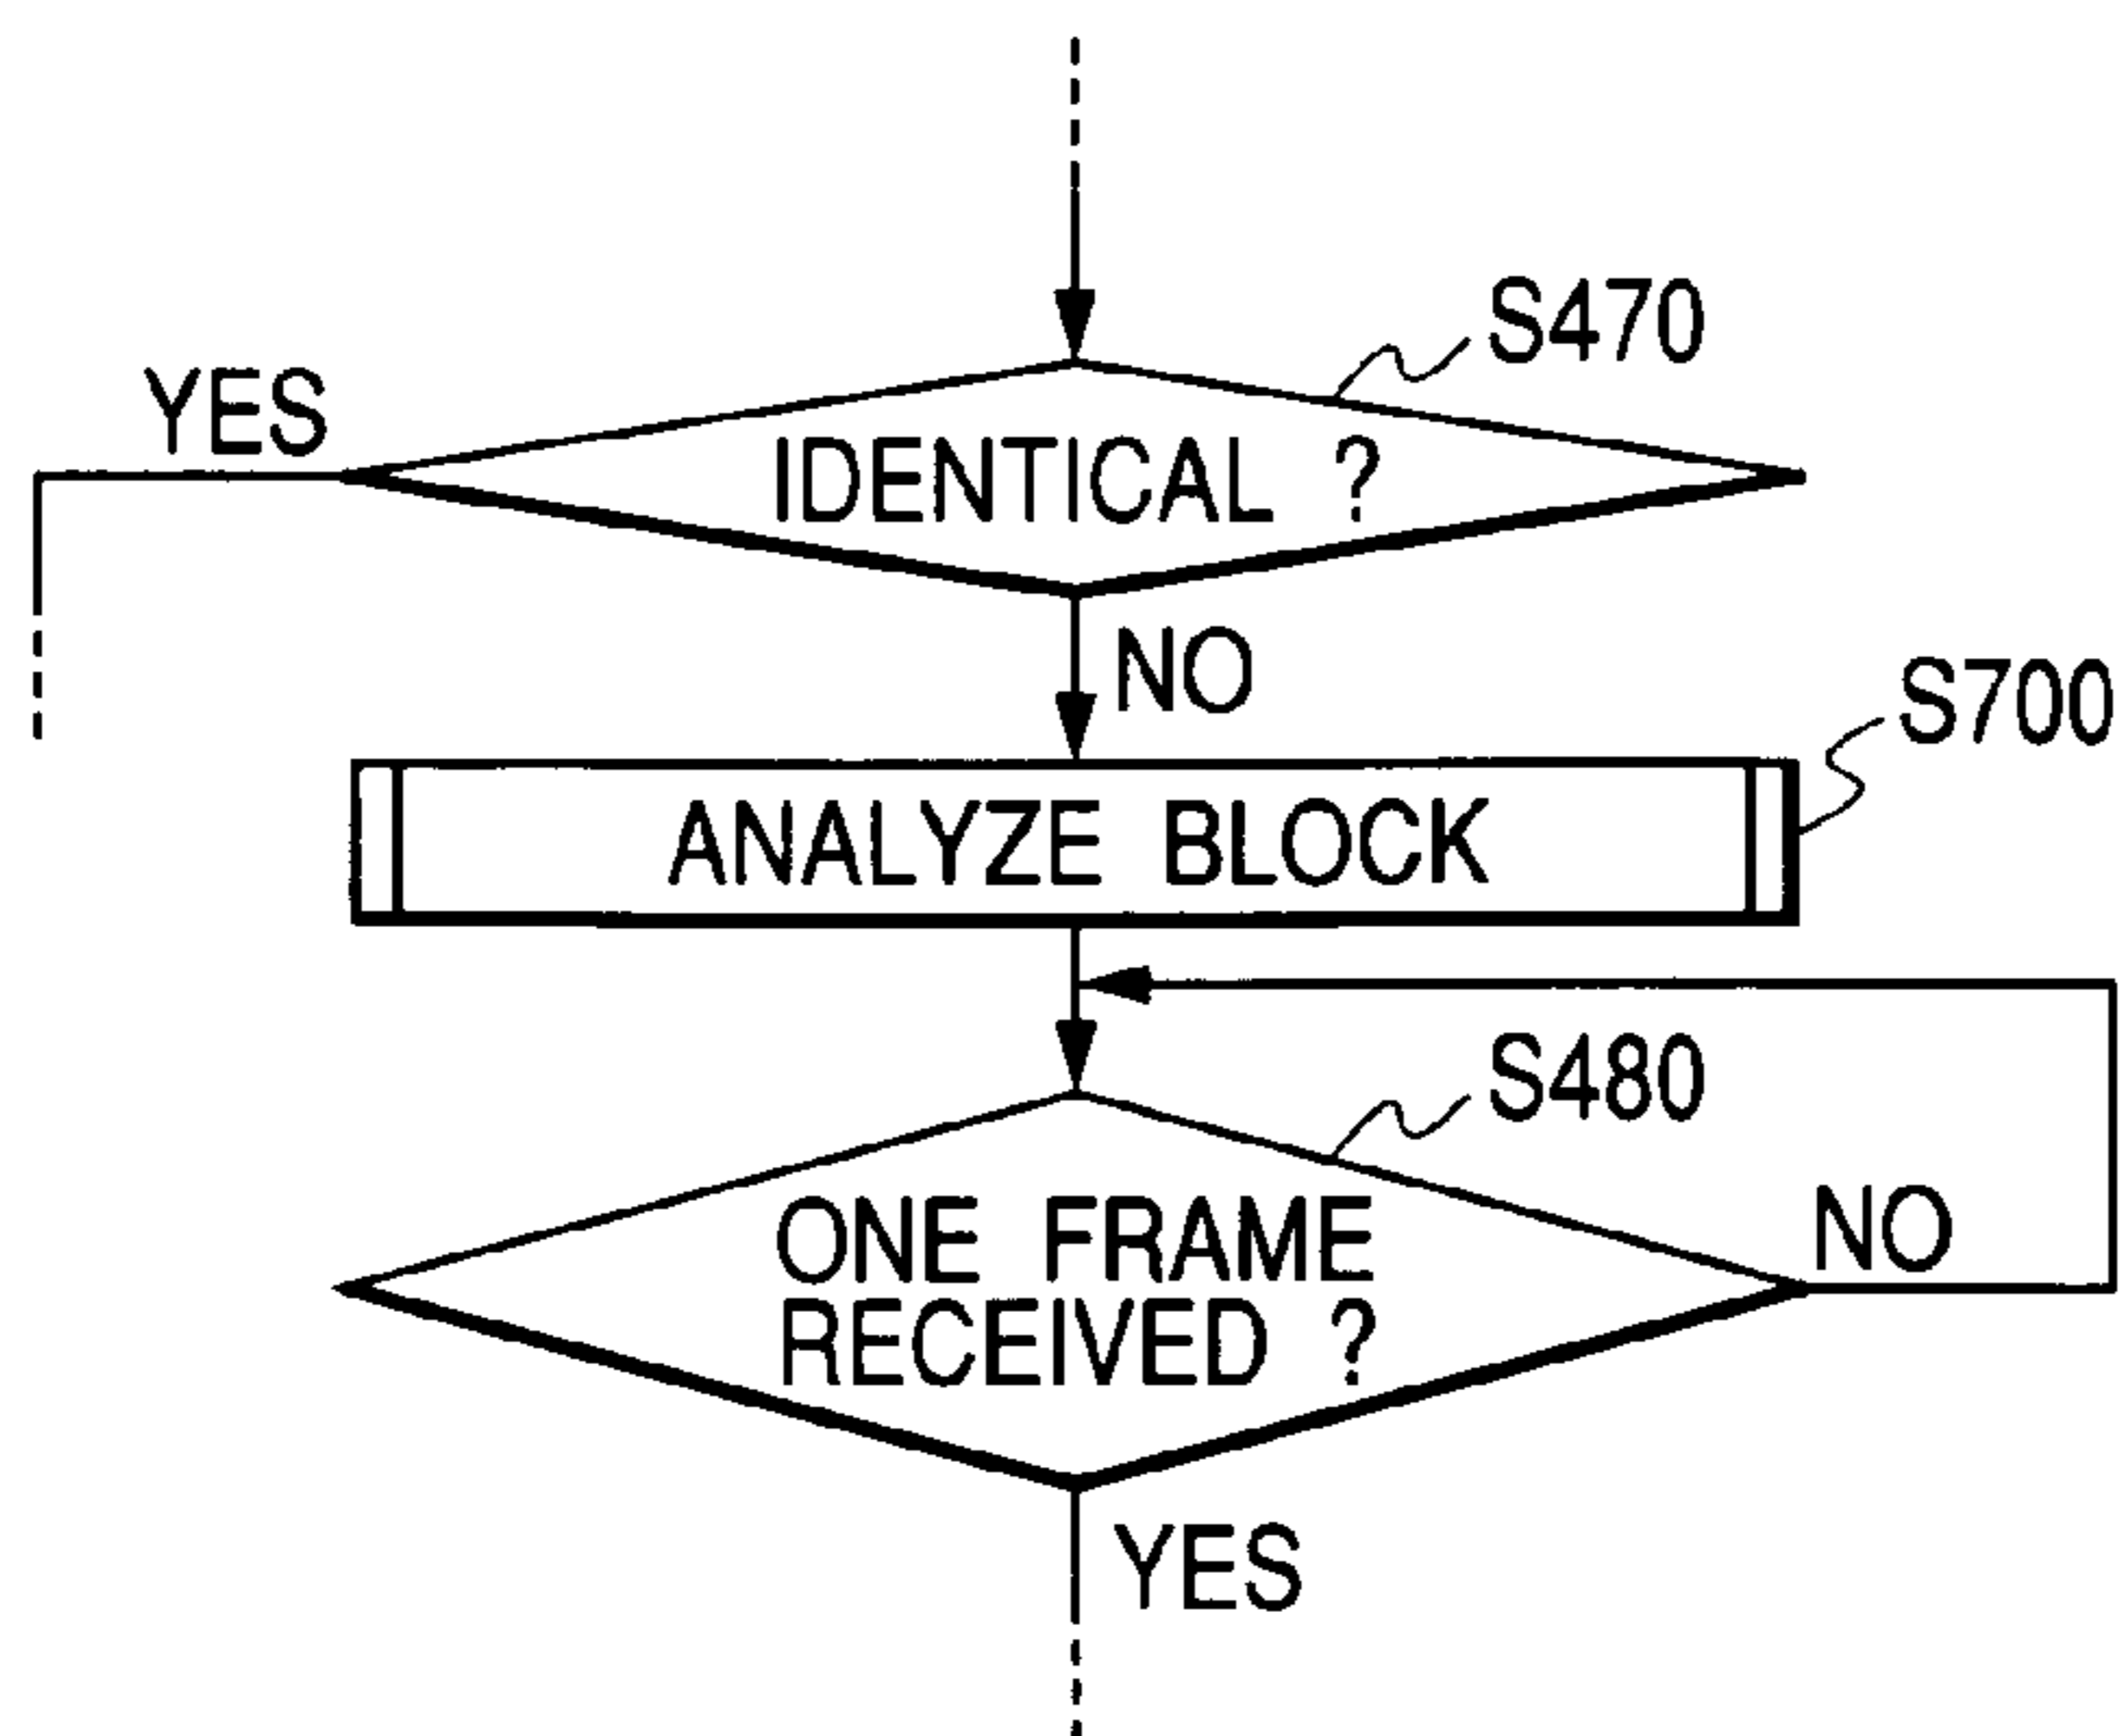 S470
YES
IDENTICAL ?
NO
S700
ANALYZE BLOCK
S480
ONE FRAME
RECEIVED ?
NO
YES